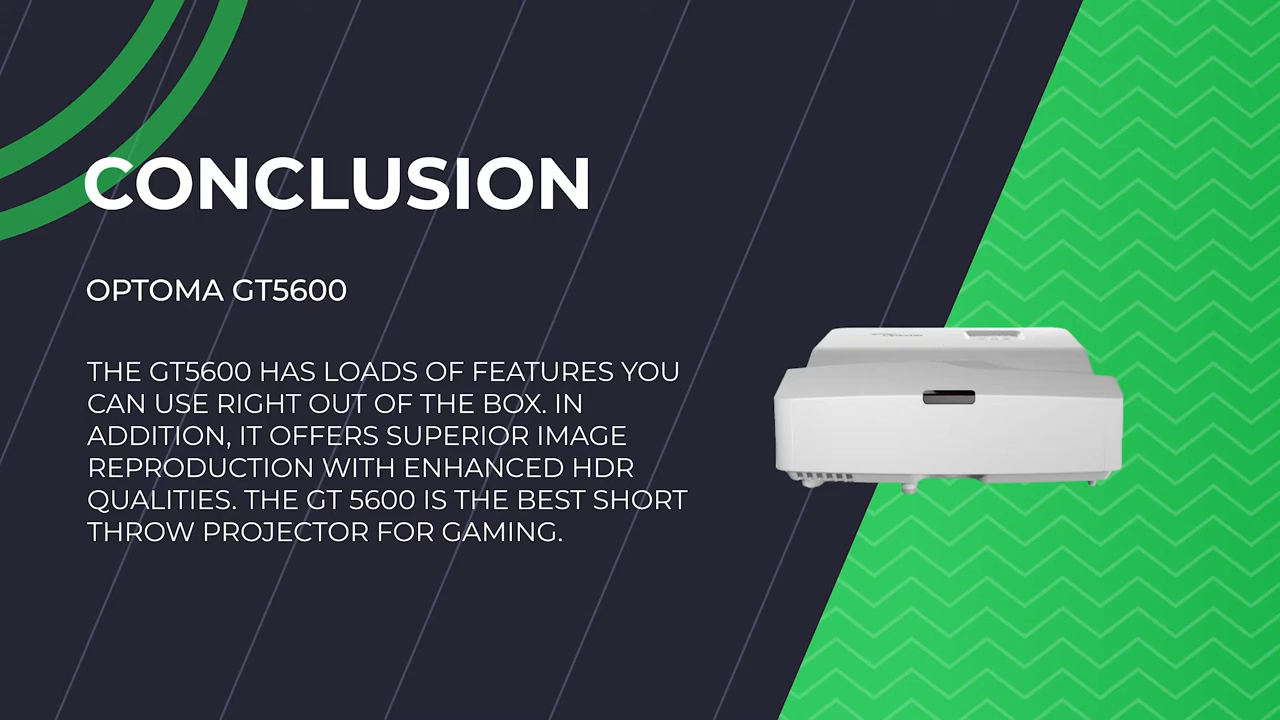 CONCLUSION
OPTOMA GT5600
THE GT5600 HAS LOADS OF FEATURES YOU
CAN USE RIGHT OUT OF THE BOX. IN
ADDITION, IT OFFERS SUPERIOR IMAGE
REPRODUCTION WITH ENHANCED HDR
QUALITIES. THE GT 5600 IS THE BEST SHORT
THROW PROJECTOR FOR GAMING.